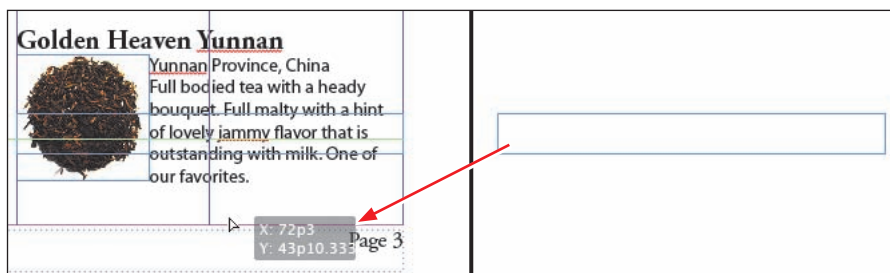 Golden Heaven Yunnan
Yunnan Province, China
Full bodied tea with a heady
bouquet. Full malty with a hint
of lovely jammy flavor that is
outstanding with milk. One of
our favorites.
X: 72p3
Y: 43p10.333
Page 3